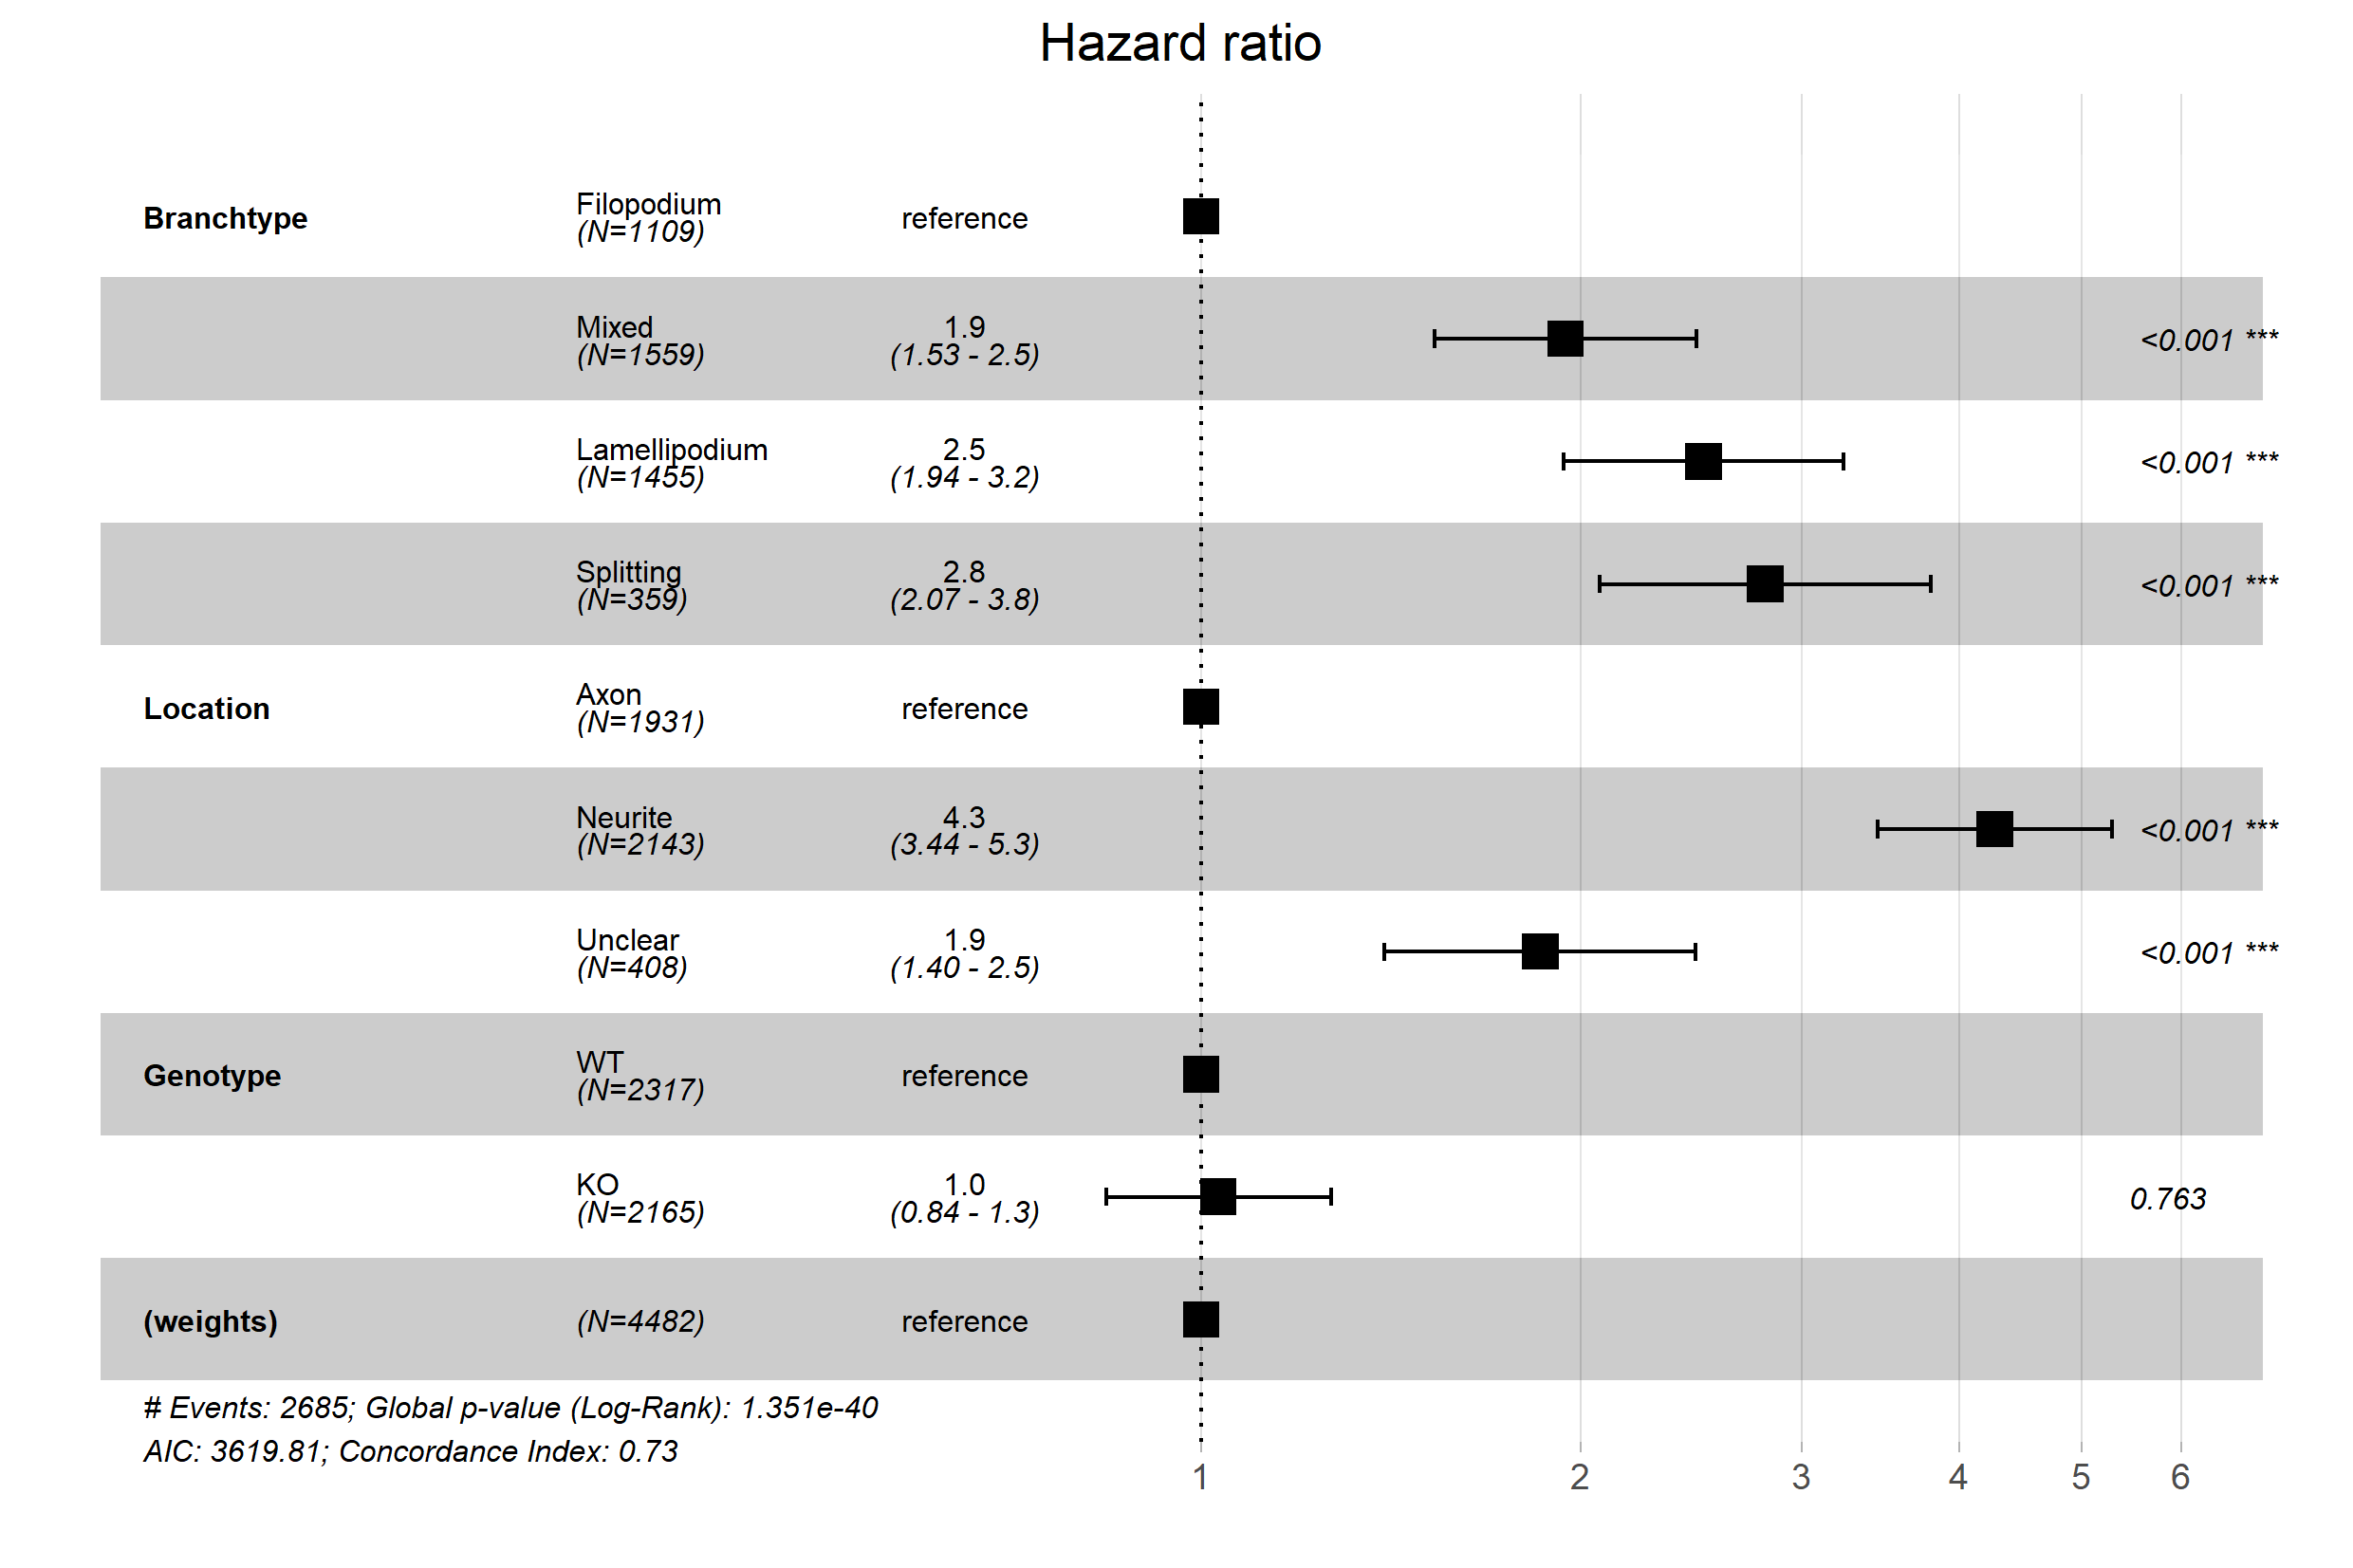 Hazard ratio
Branchtype Filopodium (N=1109) reference
Mixed (N=1559) 1.9 (1.53 - 2.5) <0.001 ***
Lamellipodium (N=1455) 2.5 (1.94 - 3.2) <0.001 ***
Splitting (N=359) 2.8 (2.07 - 3.8) <0.001 ***
Location Axon (N=1931) reference
Neurite (N=2143) 4.3 (3.44 - 5.3) <0.001 ***
Unclear (N=408) 1.9 (1.40 - 2.5) <0.001 ***
Genotype WT (N=2317) reference
KO (N=2165) 1.0 (0.84 - 1.3) 0.763
(weights) (N=4482) reference
# Events: 2685; Global p-value (Log-Rank): 1.351e-40
AIC: 3619.81; Concordance Index: 0.73
1 2 3 4 5 6